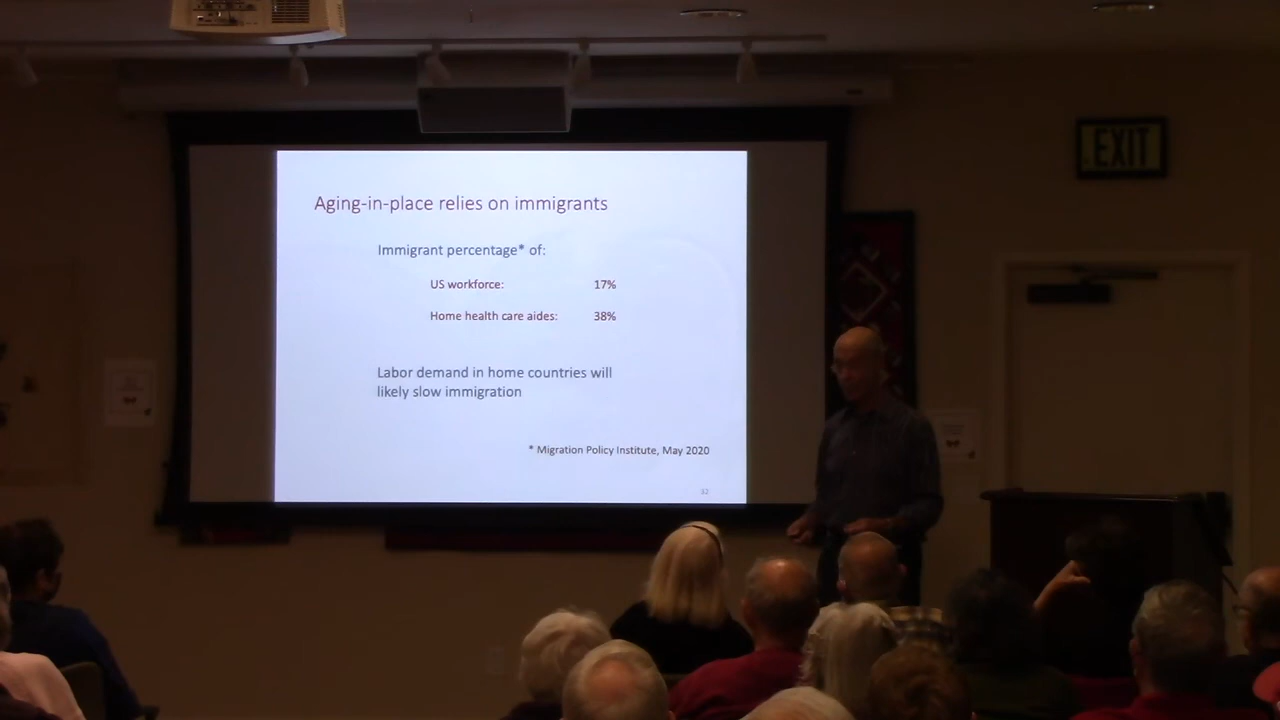 EXIT
Aging-in-place relies on immigrants
Immigrant percentage* of:
US workforce: 17%
Home health care aides: 38%
Labor demand in home countries will
likely slow immigration
* Migration Policy Institute, May 2020
32